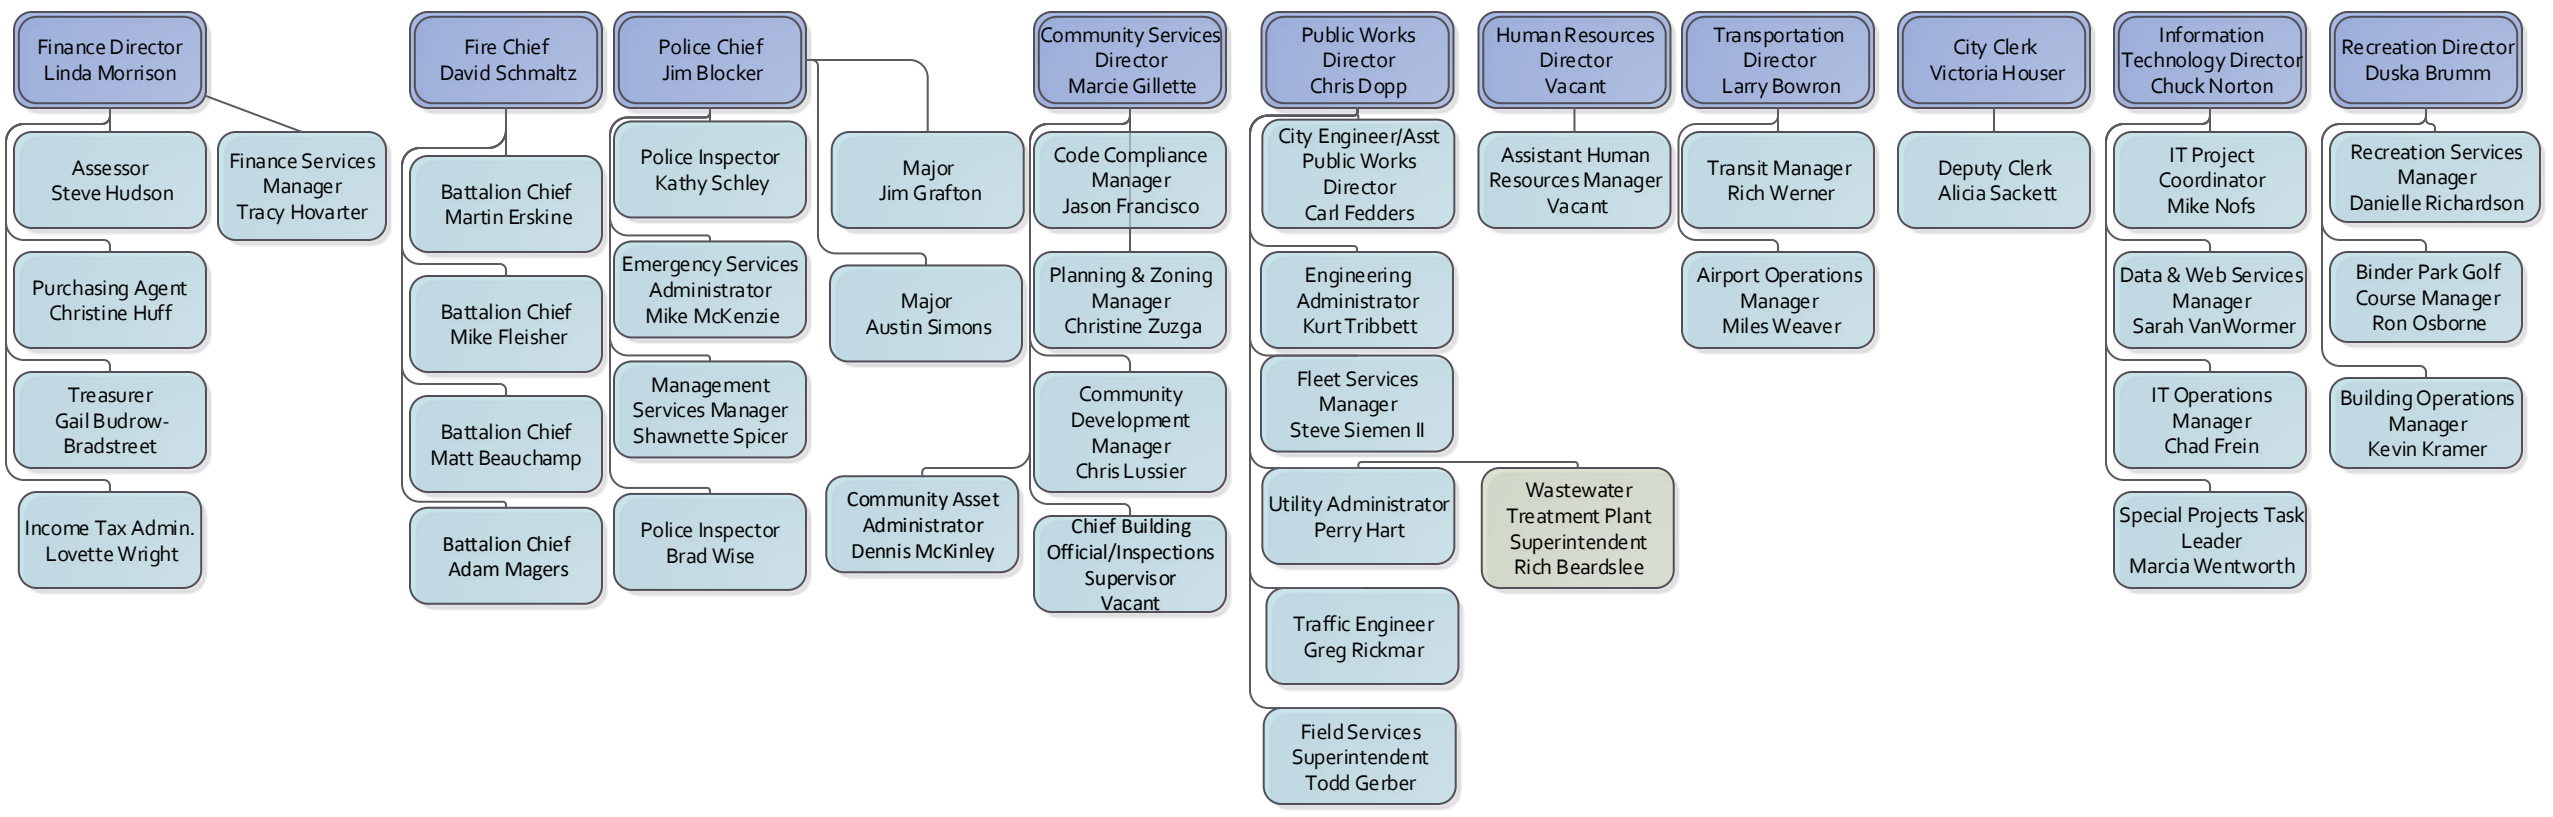 Finance Director
Linda Morrison
Assessor
Steve Hudson
Finance Services
Manager
Tracy Hovarter
Purchasing Agent
Christine Huff
Treasurer
Gail Budrow-
Bradstreet
Income Tax Admin.
Lovette Wright
Fire Chief
David Schmaltz
Battalion Chief
Martin Erskine
Battalion Chief
Mike Fleisher
Battalion Chief
Matt Beauchamp
Battalion Chief
Adam Magers
Police Chief
Jim Blocker
Police Inspector
Kathy Schley
Emergency Services
Administrator
Mike McKenzie
Management
Services Manager
Shawnette Spicer
Police Inspector
Brad Wise
Major
Jim Grafton
Major
Austin Simons
Community Services
Director
Marcie Gillette
Code Compliance
Manager
Jason Francisco
Planning & Zoning
Manager
Christine Zuzga
Community
Development
Manager
Chris Lussier
Community Asset
Administrator
Dennis McKinley
Chief Building
Official/Inspections
Supervisor
Vacant
Public Works
Director
Chris Dopp
City Engineer/Asst
Public Works
Director
Carl Fedders
Engineering
Administrator
Kurt Tribbett
Fleet Services
Manager
Steve Siemen II
Utility Administrator
Perry Hart
Wastewater
Treatment Plant
Superintendent
Rich Beardslee
Traffic Engineer
Greg Rickmar
Field Services
Superintendent
Todd Gerber
Human Resources
Director
Vacant
Assistant Human
Resources Manager
Vacant
Transportation
Director
Larry Bowron
Transit Manager
Rich Werner
Airport Operations
Manager
Miles Weaver
City Clerk
Victoria Houser
Deputy Clerk
Alicia Sackett
Information
Technology Director
Chuck Norton
IT Project
Coordinator
Mike Nofs
Data & Web Services
Manager
Sarah VanWormer
IT Operations
Manager
Chad Frein
Special Projects Task
Leader
Marcia Wentworth
Recreation Director
Duska Brumm
Recreation Services
Manager
Danielle Richardson
Binder Park Golf
Course Manager
Ron Osborne
Building Operations
Manager
Kevin Kramer